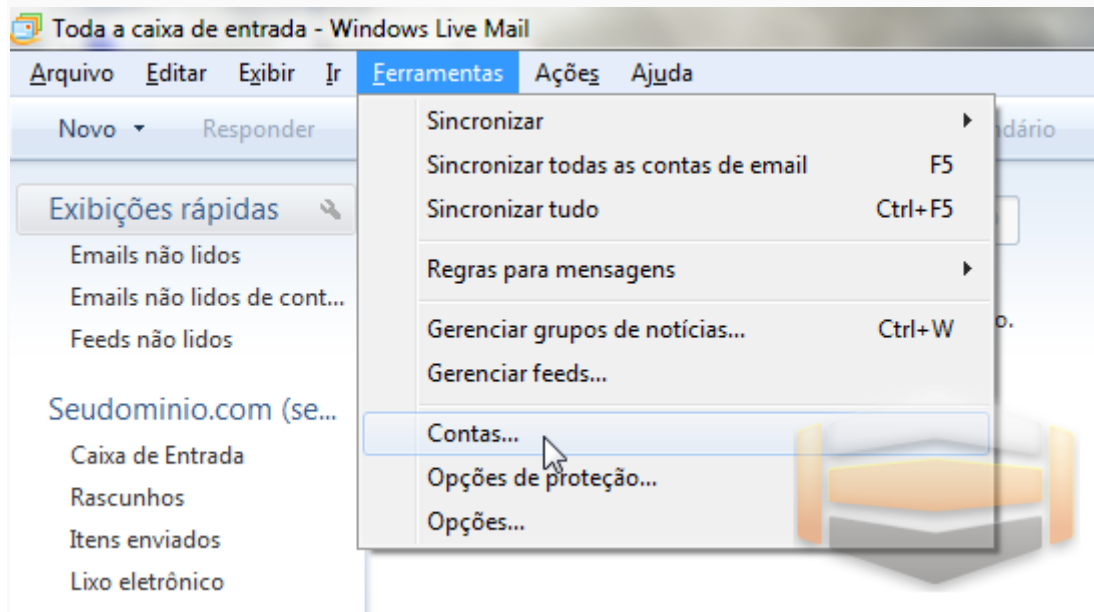 Toda a caixa de entrada - Windows Live Mail
Arquivo Editar Exibir Ir Ferramentas Ações Ajuda
Novo Responder
Sincronizar
Sincronizar todas as contas de email F5
Sincronizar tudo Ctrl+F5
Regras para mensagens
Gerenciar grupos de notícias... Ctrl+W
Gerenciar feeds...
Contas...
Opções de proteção...
Opções...
Exibições rápidas
Emails não lidos
Emails não lidos de cont...
Feeds não lidos
Seudominio.com (se...
Caixa de Entrada
Rascunhos
Itens enviados
Lixo eletrônico